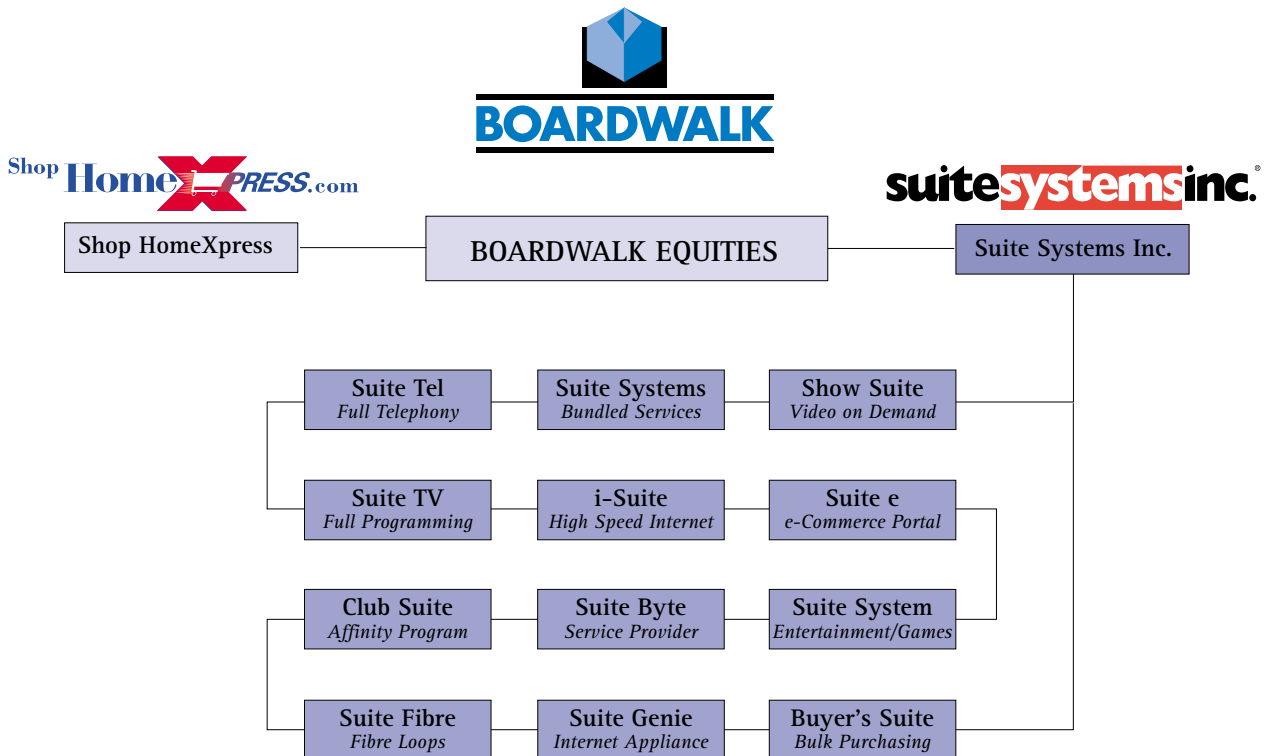 BOARDWALK
Shop HomeXPRESS.com
suitesystemsinc.®
Shop HomeXpress
BOARDWALK EQUITIES
Suite Systems Inc.
Suite Tel
Full Telephony
Suite Systems
Bundled Services
Show Suite
Video on Demand
Suite TV
Full Programming
i-Suite
High Speed Internet
Suite e
e-Commerce Portal
Club Suite
Affinity Program
Suite Byte
Service Provider
Suite System
Entertainment/Games
Suite Fibre
Fibre Loops
Suite Genie
Internet Appliance
Buyer's Suite
Bulk Purchasing